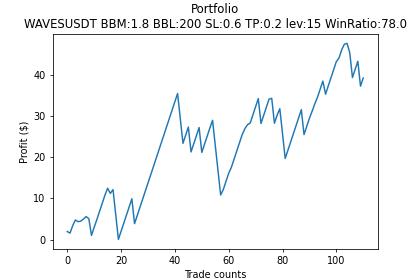 Portfolio
WAVESUSDT BBM:1.8 BBL:200 SL:0.6 TP:0.2 lev:15 WinRatio:78.0
Profit ($)
40
30
20
10
0
0 20 40 60 80 100
Trade counts